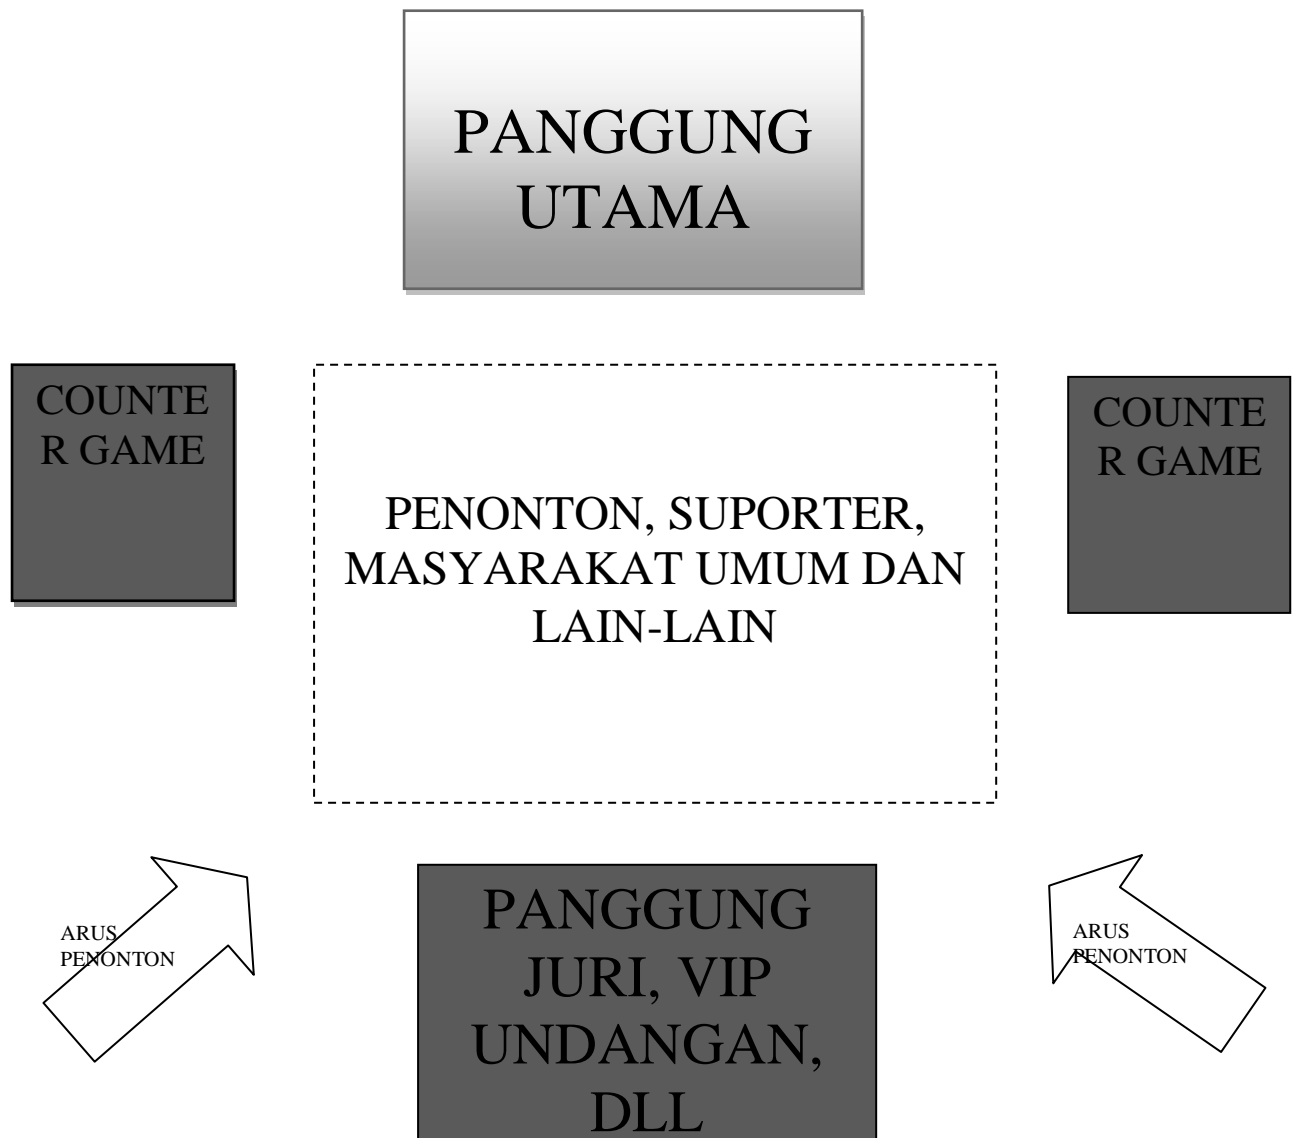 PANGGUNG
UTAMA
COUNTE
R GAME
COUNTE
R GAME
PENONTON, SUPORTER,
MASYARAKAT UMUM DAN
LAIN-LAIN
ARUS
PENONTON
ARUS
PENONTON
PANGGUNG
JURI, VIP
UNDANGAN,
DLL